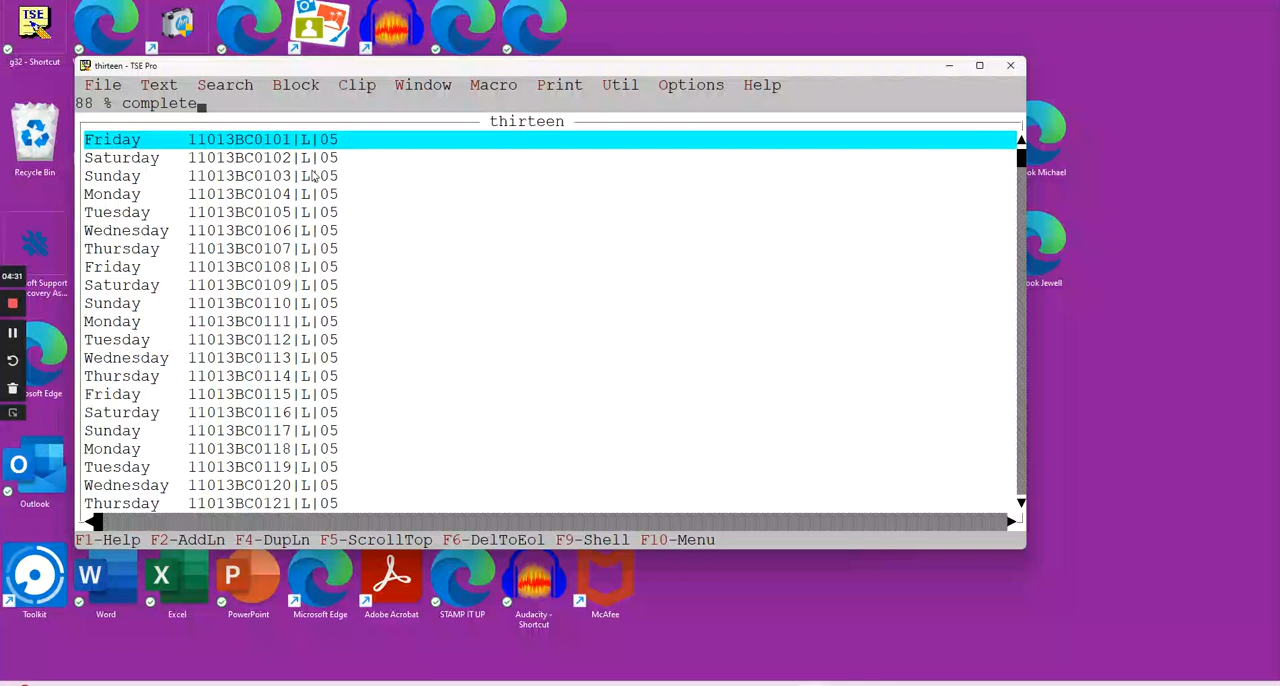 TSE
g32 - Shortcut
thirteen - TSE Pro
File Text Search Block Clip Window Macro Print Util Options Help
88 % complete
thirteen
Friday 11013BC0101|L|05
Saturday 11013BC0102|L|05
Sunday 11013BC0103|L|05
Monday 11013BC0104|L|05
Tuesday 11013BC0105|L|05
Wednesday 11013BC0106|L|05
Thursday 11013BC0107|L|05
Friday 11013BC0108|L|05
Saturday 11013BC0109|L|05
Sunday 11013BC0110|L|05
Monday 11013BC0111|L|05
Tuesday 11013BC0112|L|05
Wednesday 11013BC0113|L|05
Thursday 11013BC0114|L|05
Friday 11013BC0115|L|05
Saturday 11013BC0116|L|05
Sunday 11013BC0117|L|05
Monday 11013BC0118|L|05
Tuesday 11013BC0119|L|05
Wednesday 11013BC0120|L|05
Thursday 11013BC0121|L|05
F1-Help F2-AddLn F4-DupLn F5-ScrollTop F6-DelToEol F9-Shell F10-Menu
Recycle Bin
04:31
oft Support
covery As...
osoft Edge
O
Outlook
ook Michael
ook Jewell
W
X
P
Toolkit
Word
Excel
PowerPoint
Microsoft Edge
Adobe Acrobat
STAMP IT UP
Audacity -
Shortcut
McAfee